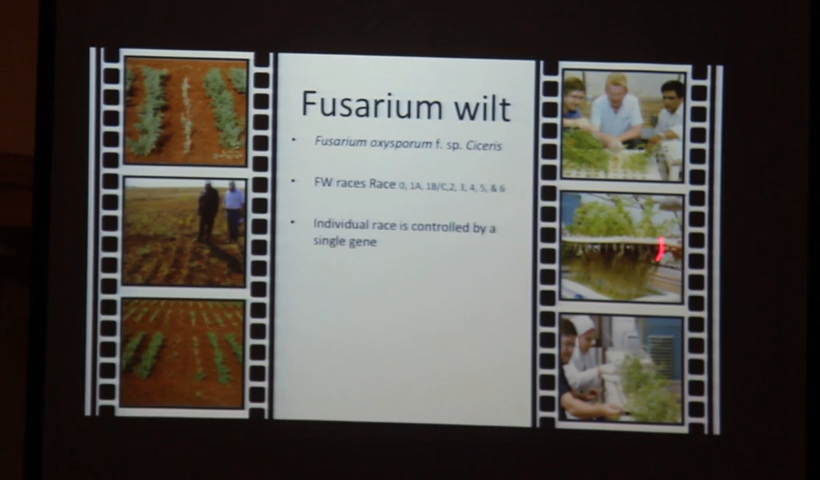 Fusarium wilt
• Fusarium oxysporum f. sp. Ciceris
• FW races Race 0, 1A, 1B/C,2, 3, 4, 5, & 6
• Individual race is controlled by a
single gene